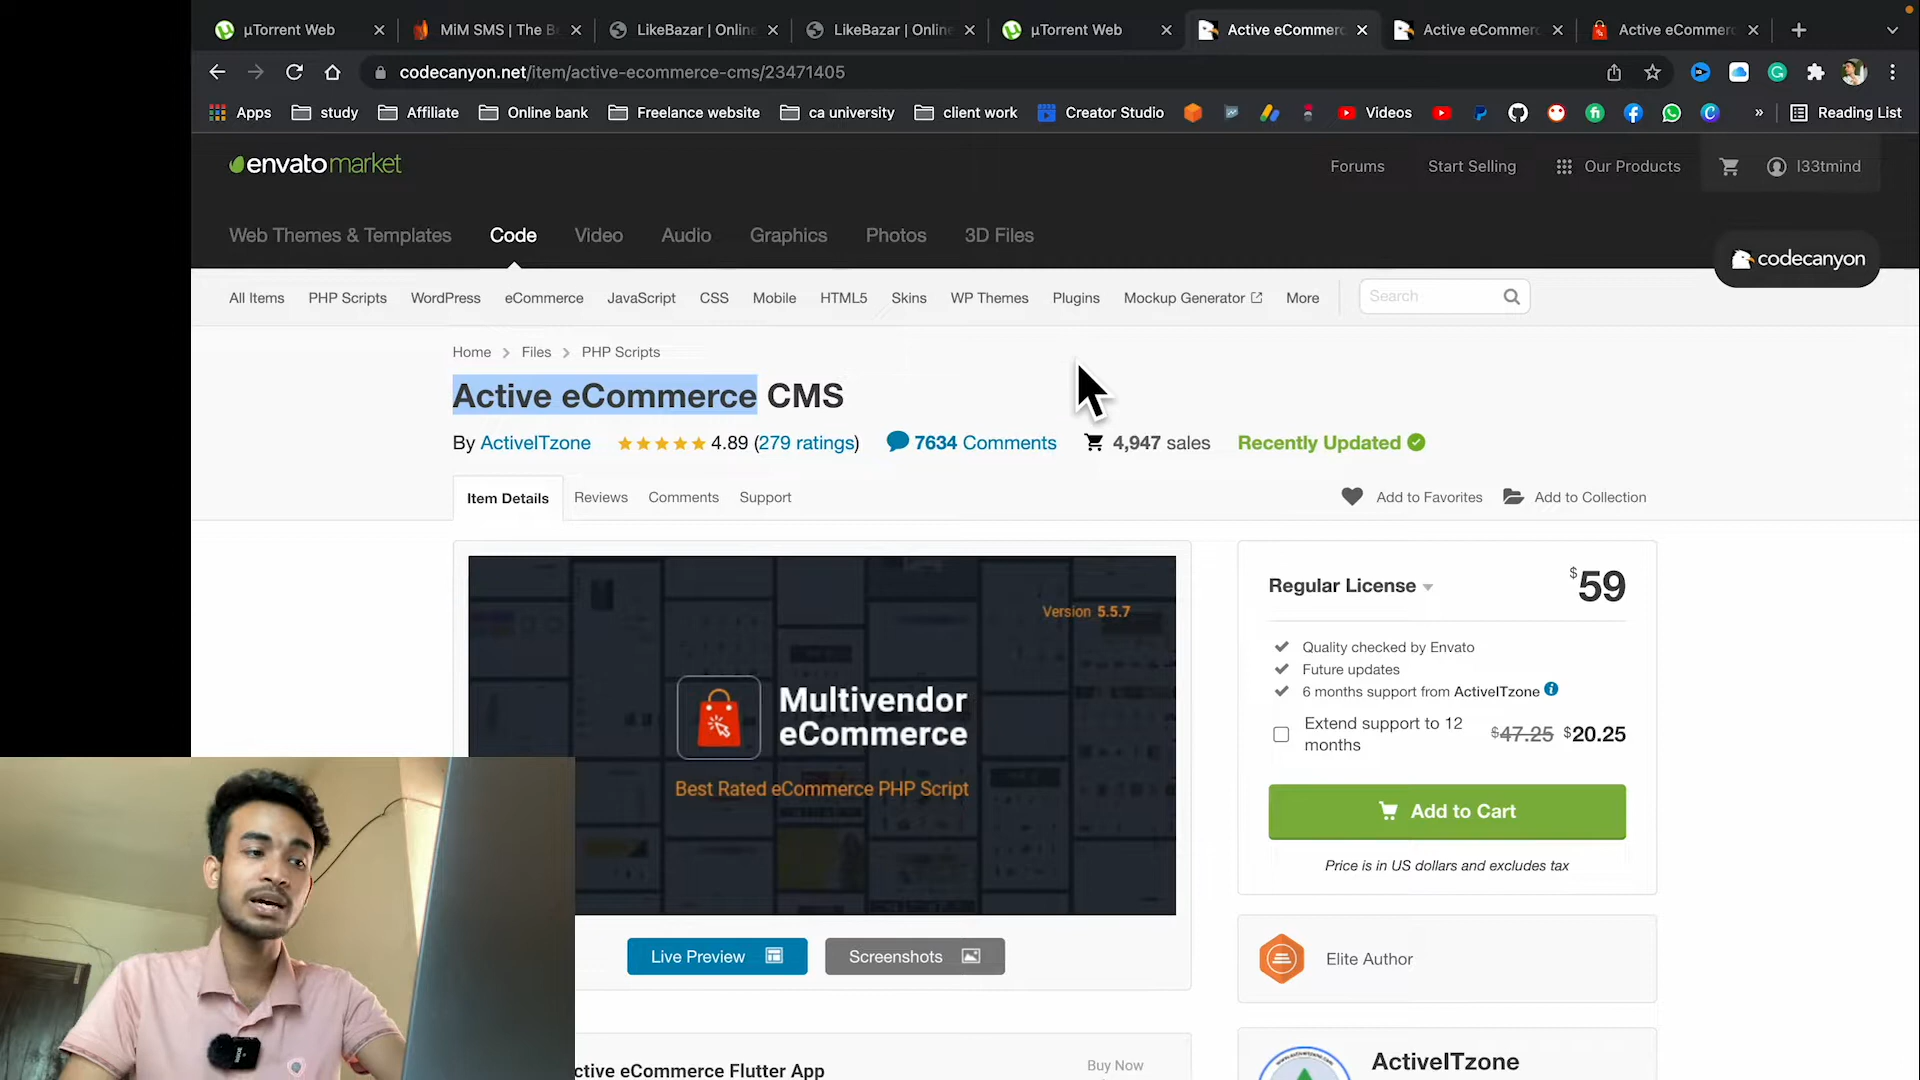 µTorrent Web
MiM SMS | The B
LikeBazar | Online
LikeBazar | Online
µTorrent Web
Active eCommerc
Active eCommerc
Active eCommerc
codecanyon.net/item/active-ecommerce-cms/23471405
Apps
study
Affiliate
Online bank
Freelance website
ca university
client work
Creator Studio
Videos
»
Reading List
envatomarket
Forums
Start Selling
Our Products
l33tmind
Web Themes & Templates
Code
Video
Audio
Graphics
Photos
3D Files
codecanyon
All Items
PHP Scripts
WordPress
eCommerce
JavaScript
CSS
Mobile
HTML5
Skins
WP Themes
Plugins
Mockup Generator
More
Search
Home > Files > PHP Scripts
Active eCommerce CMS
By ActiveITzone
4.89 (279 ratings)
7634 Comments
4,947 sales
Recently Updated
Item Details
Reviews
Comments
Support
Add to Favorites
Add to Collection
Version 5.5.7
Multivendor
eCommerce
Best Rated eCommerce PHP Script
Live Preview
Screenshots
ctive eCommerce Flutter App
Buy Now
Regular License
$59
Quality checked by Envato
Future updates
6 months support from ActiveITzone
Extend support to 12
months
$47.25 $20.25
Add to Cart
Price is in US dollars and excludes tax
Elite Author
ActiveITzone